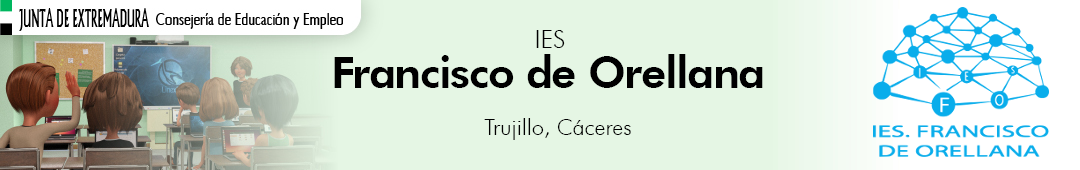 JUNTA DE EXTREMADURA Consejería de Educación y Empleo
IES
Francisco de Orellana
Trujillo, Cáceres
I E S
F O
IES. FRANCISCO
DE ORELLANA